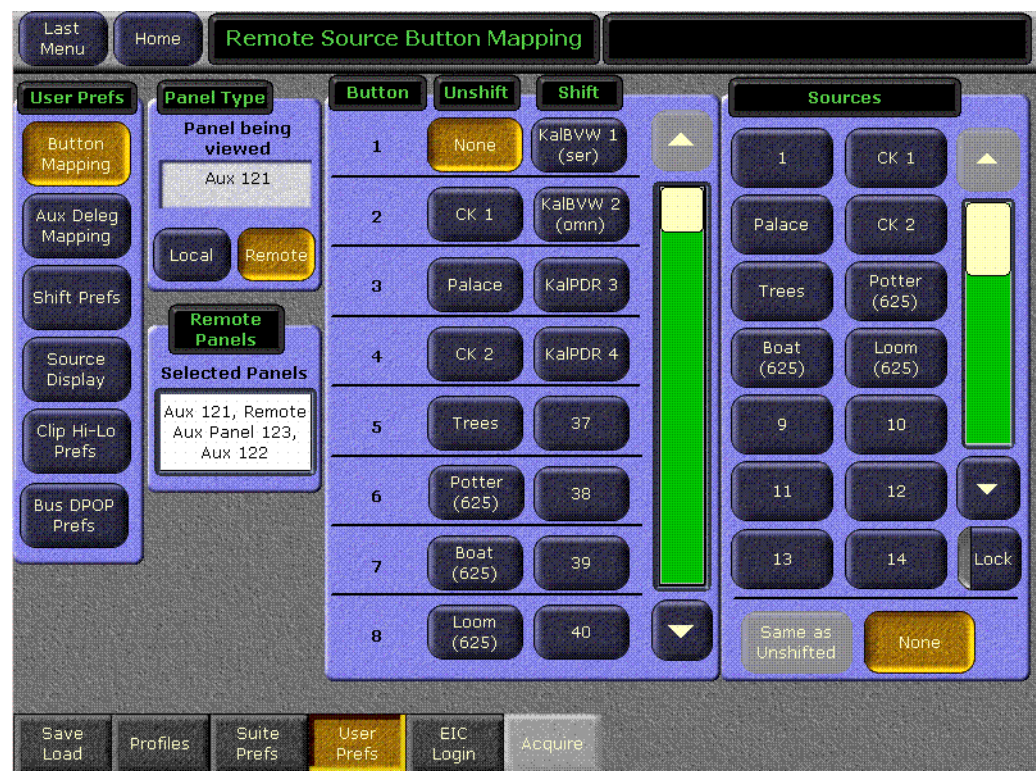 Last
Menu
Home
Remote Source Button Mapping
User Prefs
Button
Mapping
Aux Deleg
Mapping
Shift Prefs
Source
Display
Clip Hi-Lo
Prefs
Bus DPOP
Prefs
Panel Type
Panel being
viewed
Aux 121
Local
Remote
Remote
Panels
Selected Panels
Aux 121, Remote
Aux Panel 123,
Aux 122
Button Unshift Shift
1 None KalBVW 1
(ser)
2 CK 1 KalBVW 2
(omn)
3 Palace KalPDR 3
4 CK 2 KalPDR 4
5 Trees 37
6 Potter
(625) 38
7 Boat
(625) 39
8 Loom
(625) 40
Sources
1 CK 1
Palace CK 2
Trees Potter
(625)
Boat
(625) Loom
(625)
9 10
11 12
13 14
Lock
Same as
Unshifted
None
Save
Load
Profiles
Suite
Prefs
User
Prefs
EIC
Login
Acquire